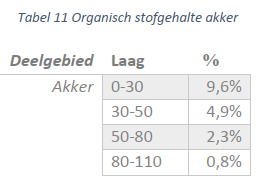 Tabel 11 Organisch stofgehalte akker
Deelgebied Laag %
Akker 0-30 9,6%
30-50 4,9%
50-80 2,3%
80-110 0,8%